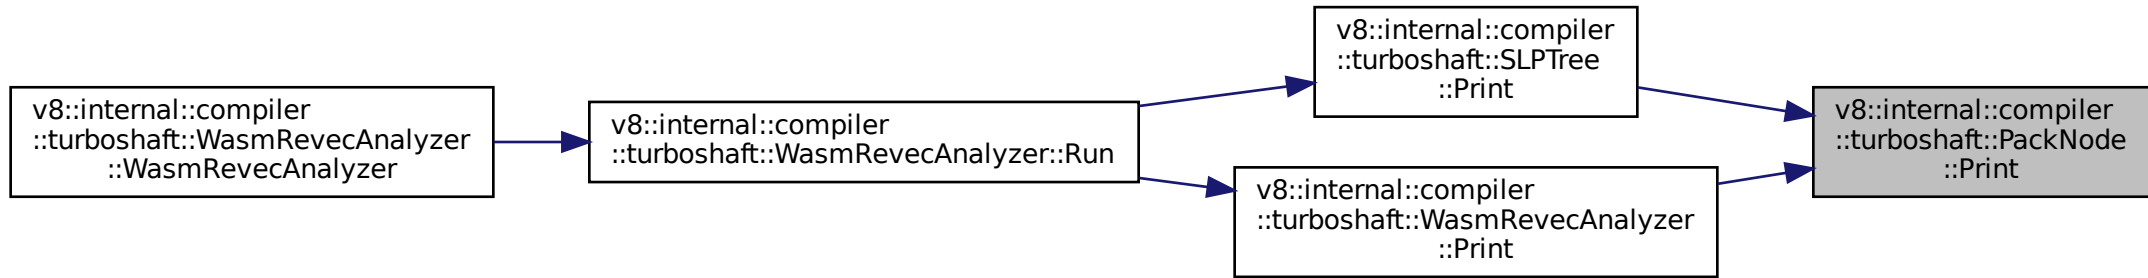 v8::internal::compiler
::turboshaft::WasmRevecAnalyzer
::WasmRevecAnalyzer
v8::internal::compiler
::turboshaft::WasmRevecAnalyzer::Run
v8::internal::compiler
::turboshaft::SLPTree
::Print
v8::internal::compiler
::turboshaft::WasmRevecAnalyzer
::Print
v8::internal::compiler
::turboshaft::PackNode
::Print